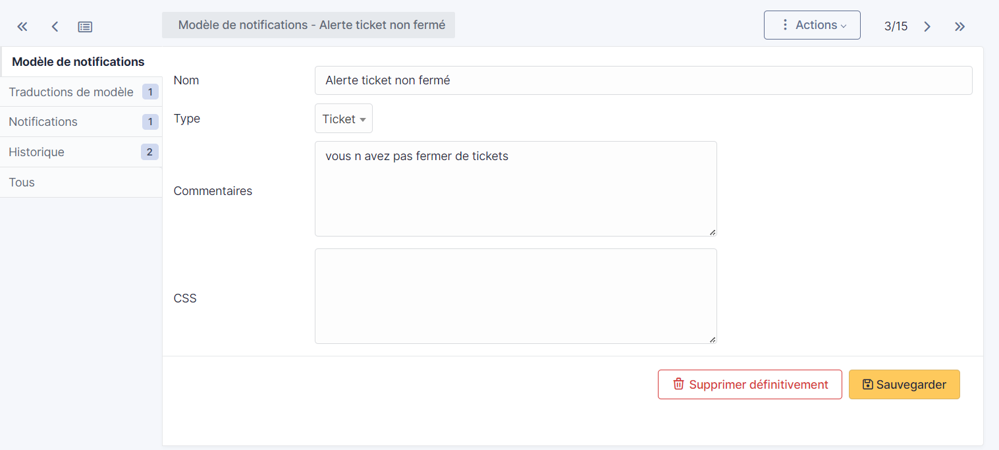 Modèle de notifications - Alerte ticket non fermé
Actions
3/15
Modèle de notifications
Traductions de modèle 1
Notifications 1
Historique 2
Tous
Nom
Alerte ticket non fermé
Type
Ticket
Commentaires
vous n avez pas fermer de tickets
CSS
Supprimer définitivement
Sauvegarder